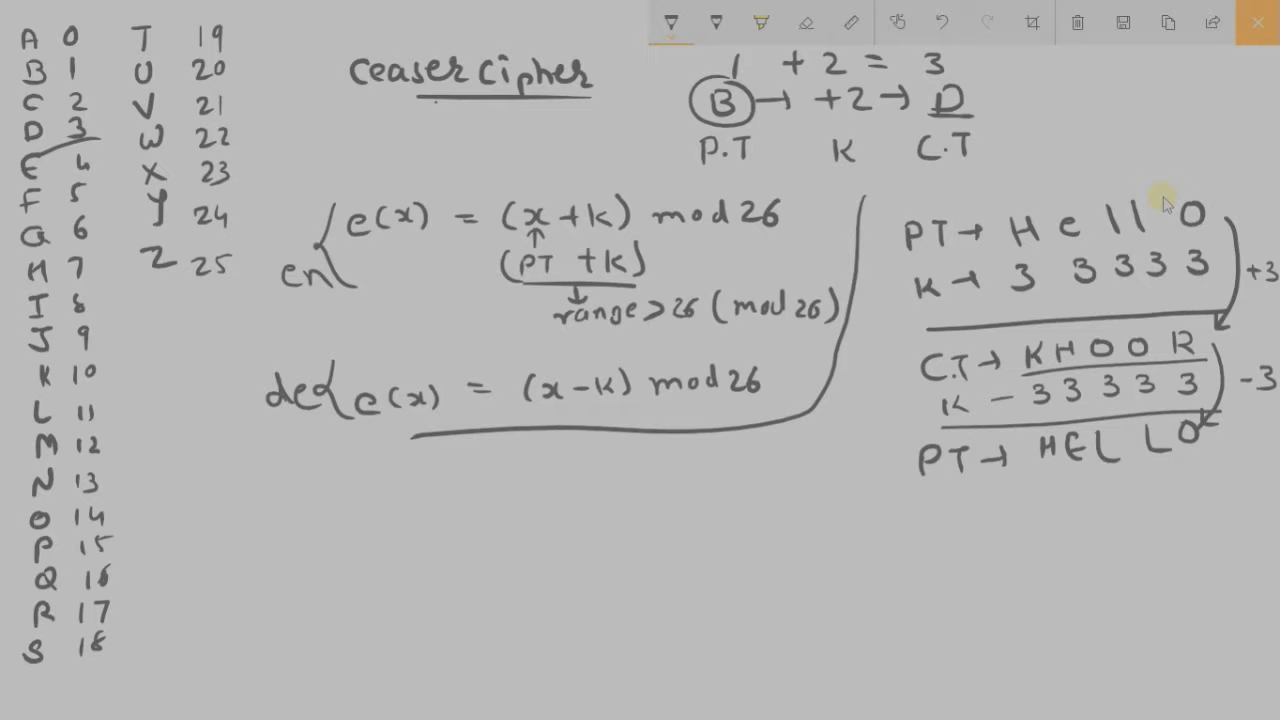 A 0 T 19
B 1 U 20
C 2 V 21
D 3 W 22
E 4 X 23
F 5 Y 24
G 6 Z 25
H 7
I 8
J 9
K 10
L 11
M 12
N 13
O 14
P 15
Q 16
R 17
S 18
Ceaser Cipher
1 + 2 = 3
B → +2 → D
P.T K C.T
en { e(x) = (x + k) mod 26
↑
(PT + k)
↓
range > 26 (mod 26)
dec { e(x) = (x - k) mod 26
PT → H e l l O
K → 3 3 3 3 3
+3
C.T → K H O O R
K - 3 3 3 3 3
-3
PT → H E L L O